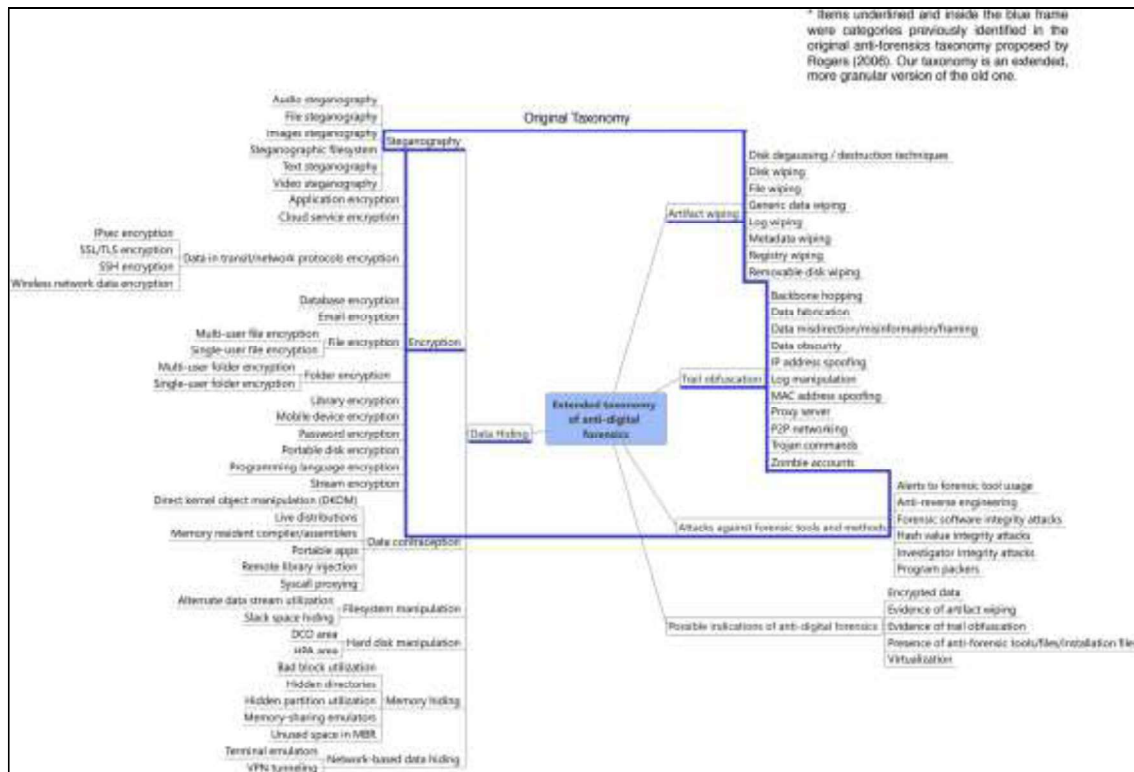 * Items underlined and inside the blue frame
were categories previously identified in the
original anti-forensics taxonomy proposed by
Rogers (2006). Our taxonomy is an extended,
more granular version of the old one.
Original Taxonomy
Extended taxonomy
of anti-digital
forensics
Data Hiding
Steganography
Audio steganography
File steganography
Images steganography
Steganographic filesystem
Text steganography
Video steganography
Encryption
Application encryption
Cloud service encryption
Data in transit/network protocols encryption
IPsec encryption
SSL/TLS encryption
SSH encryption
Wireless network data encryption
Database encryption
Email encryption
File encryption
Multi-user file encryption
Single-user file encryption
Folder encryption
Multi-user folder encryption
Single-user folder encryption
Library encryption
Mobile device encryption
Password encryption
Portable disk encryption
Programming language encryption
Stream encryption
Data contraception
Direct kernel object manipulation (DKOM)
Live distributions
Memory resident compiler/assemblers
Portable apps
Remote library injection
Syscall proxying
Filesystem manipulation
Alternate data stream utilization
Slack space hiding
Hard disk manipulation
DCO area
HPA area
Memory hiding
Bad block utilization
Hidden directories
Hidden partition utilization
Memory-sharing emulators
Unused space in MBR
Network-based data hiding
Terminal emulators
VPN tunneling
Artifact wiping
Disk degaussing / destruction techniques
Disk wiping
File wiping
Generic data wiping
Log wiping
Metadata wiping
Registry wiping
Removable disk wiping
Trail obfuscation
Backbone hopping
Data fabrication
Data misdirection/misinformation/framing
Data obscurity
IP address spoofing
Log manipulation
MAC address spoofing
Proxy server
P2P networking
Trojan commands
Zombie accounts
Attacks against forensic tools and methods
Alerts to forensic tool usage
Anti-reverse engineering
Forensic software integrity attacks
Hash value integrity attacks
Investigator integrity attacks
Program packers
Possible indications of anti-digital forensics
Encrypted data
Evidence of artifact wiping
Evidence of trail obfuscation
Presence of anti-forensic tools/files/installation files
Virtualization